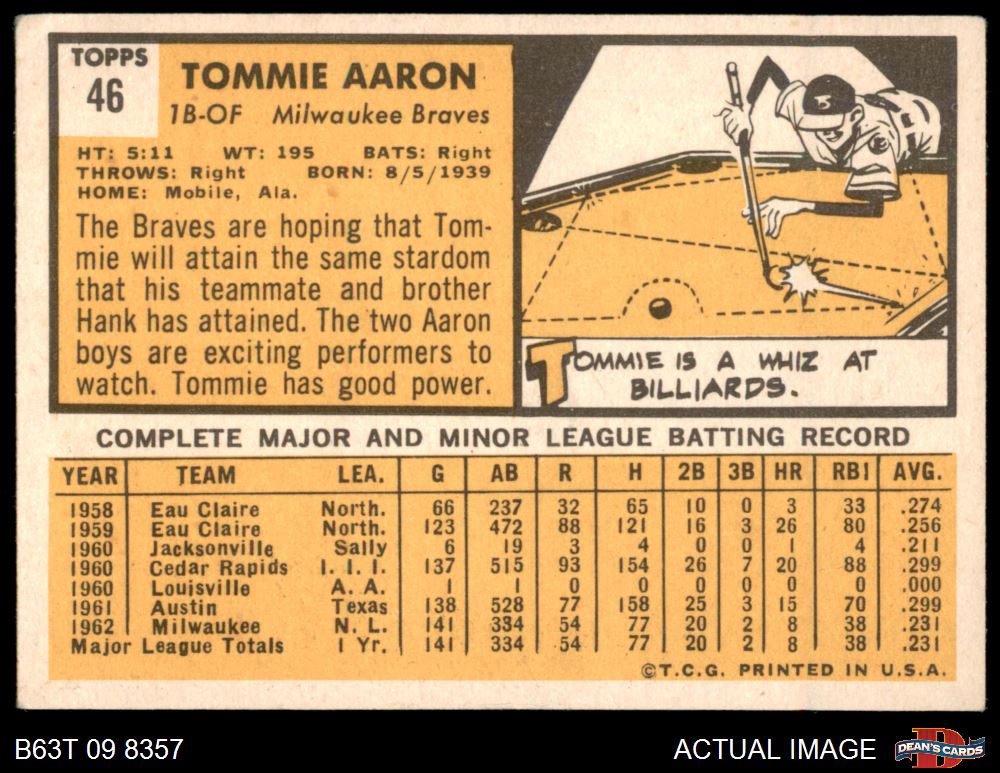 TOPPS
46
TOMMIE AARON
1B-OF Milwaukee Braves
HT: 5:11 WT: 195 BATS: Right
THROWS: Right BORN: 8/5/1939
HOME: Mobile, Ala.
The Braves are hoping that Tom-
mie will attain the same stardom
that his teammate and brother
Hank has attained. The two Aaron
boys are exciting performers to
watch. Tommie has good power.
TOMMIE IS A WHIZ AT
BILLIARDS.
COMPLETE MAJOR AND MINOR LEAGUE BATTING RECORD
YEAR TEAM LEA. G AB R H 2B 3B HR RBI AVG.
1958 Eau Claire North. 66 237 32 65 10 0 3 33 .274
1959 Eau Claire North. 123 472 88 121 16 3 26 80 .256
1960 Jacksonville Sally 6 19 3 4 0 0 1 4 .211
1960 Cedar Rapids I. I. I. 137 515 93 154 26 7 20 88 .299
1960 Louisville A. A. 1 1 0 0 0 0 0 0 .000
1961 Austin Texas 138 528 77 158 25 3 15 70 .299
1962 Milwaukee N. L. 141 334 54 77 20 2 8 38 .231
Major League Totals 1 Yr. 141 334 54 77 20 2 8 38 .231
©T.C.G. PRINTED IN U.S.A.
B63T 09 8357
ACTUAL IMAGE
DEAN'S CARDS